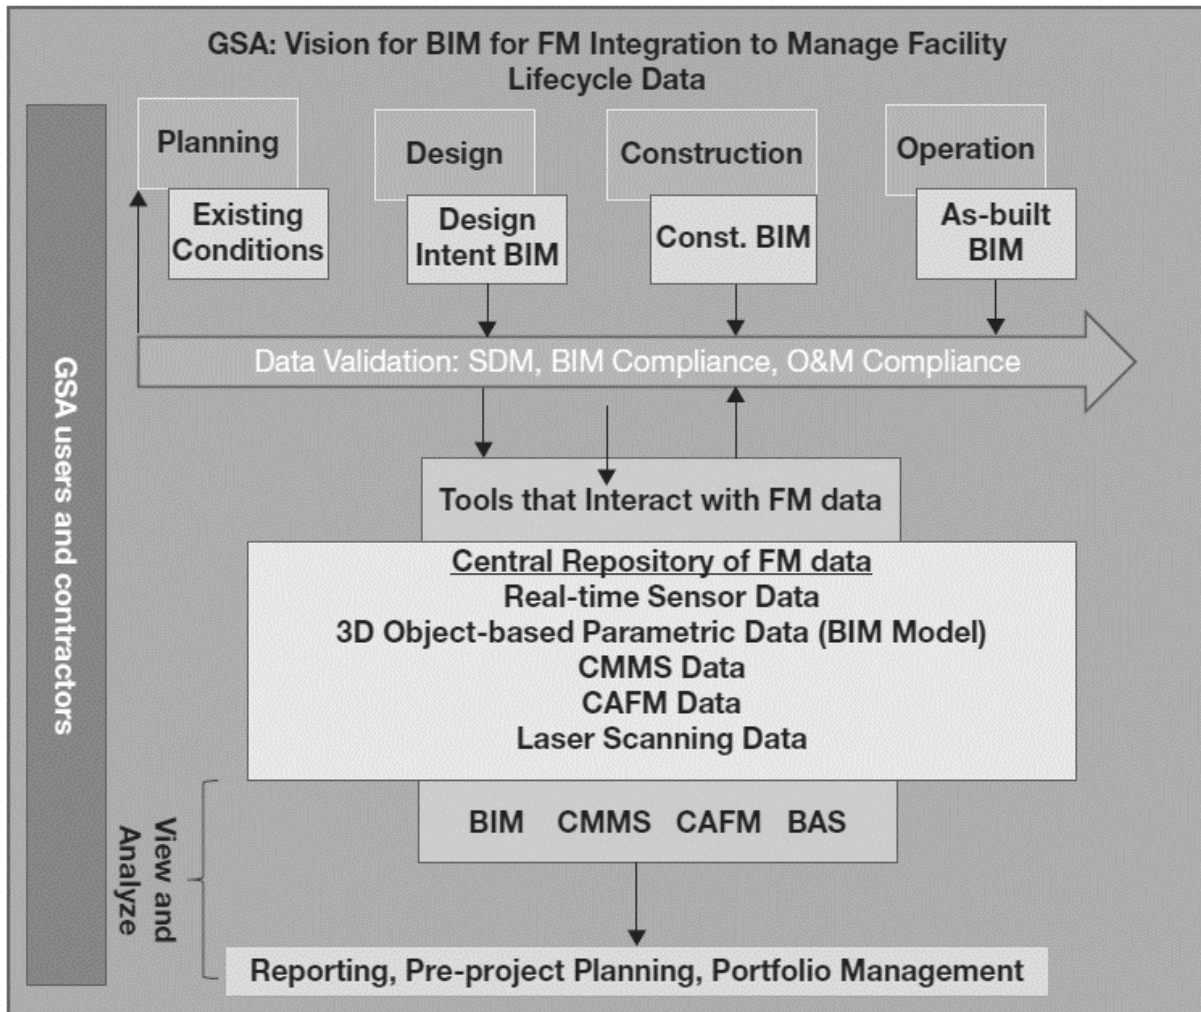 GSA: Vision for BIM for FM Integration to Manage Facility
Lifecycle Data
Planning
Design
Construction
Operation
Existing
Conditions
Design
Intent BIM
Const. BIM
As-built
BIM
Data Validation: SDM, BIM Compliance, O&M Compliance
GSA users and contractors
Tools that Interact with FM data
Central Repository of FM data
Real-time Sensor Data
3D Object-based Parametric Data (BIM Model)
CMMS Data
CAFM Data
Laser Scanning Data
View and
Analyze
BIM CMMS CAFM BAS
Reporting, Pre-project Planning, Portfolio Management